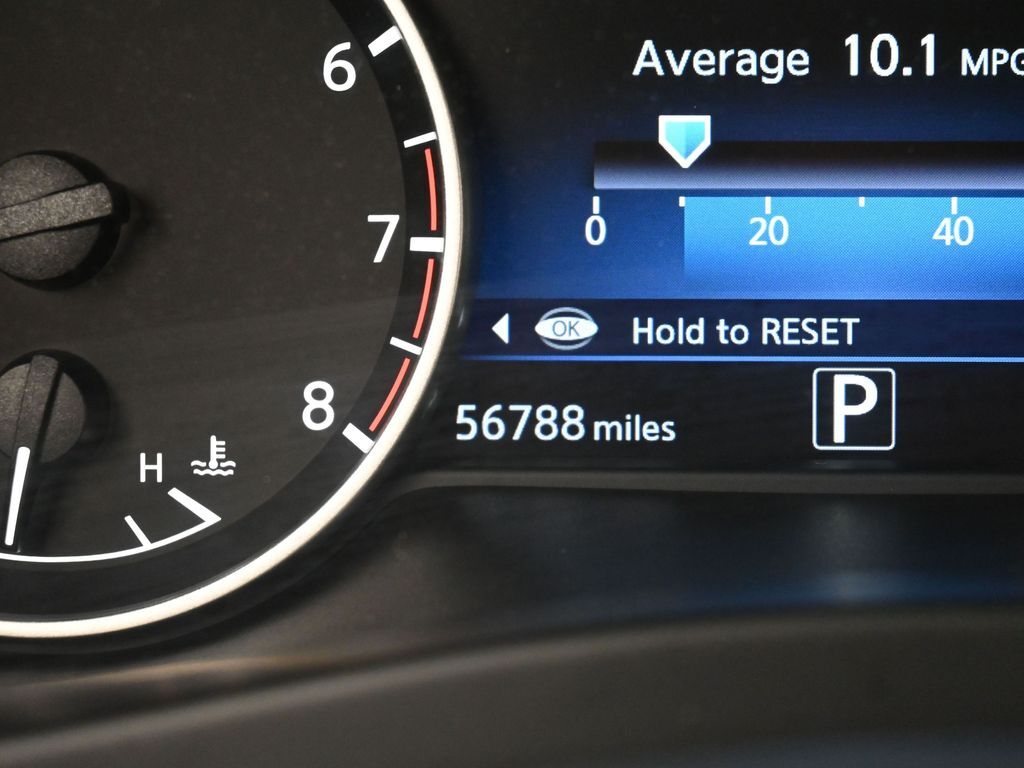 6
7
8
H
Average 10.1 MPG
0 20 40
OK Hold to RESET
56788 miles
P